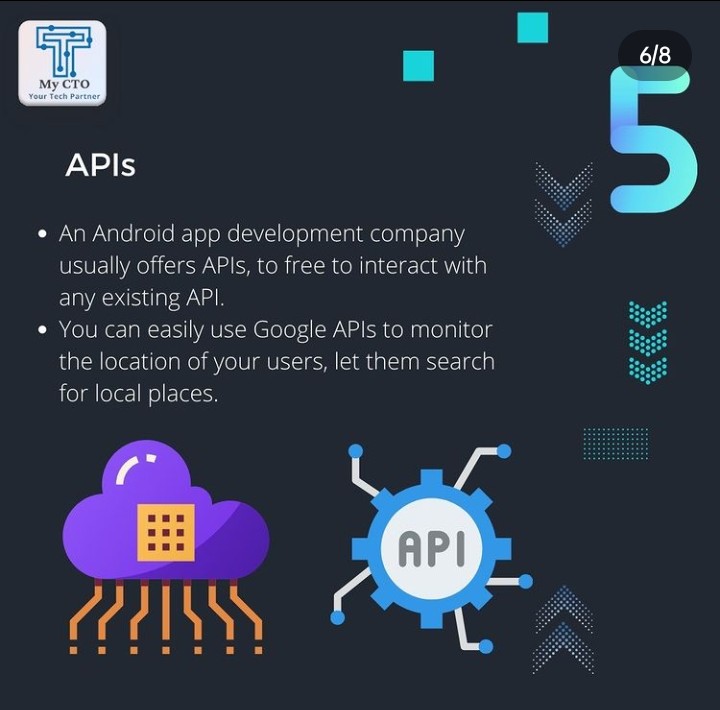 My CTO
Your Tech Partner
6/8
5
APIs
• An Android app development company
usually offers APIs, to free to interact with
any existing API.
• You can easily use Google APIs to monitor
the location of your users, let them search
for local places.
API